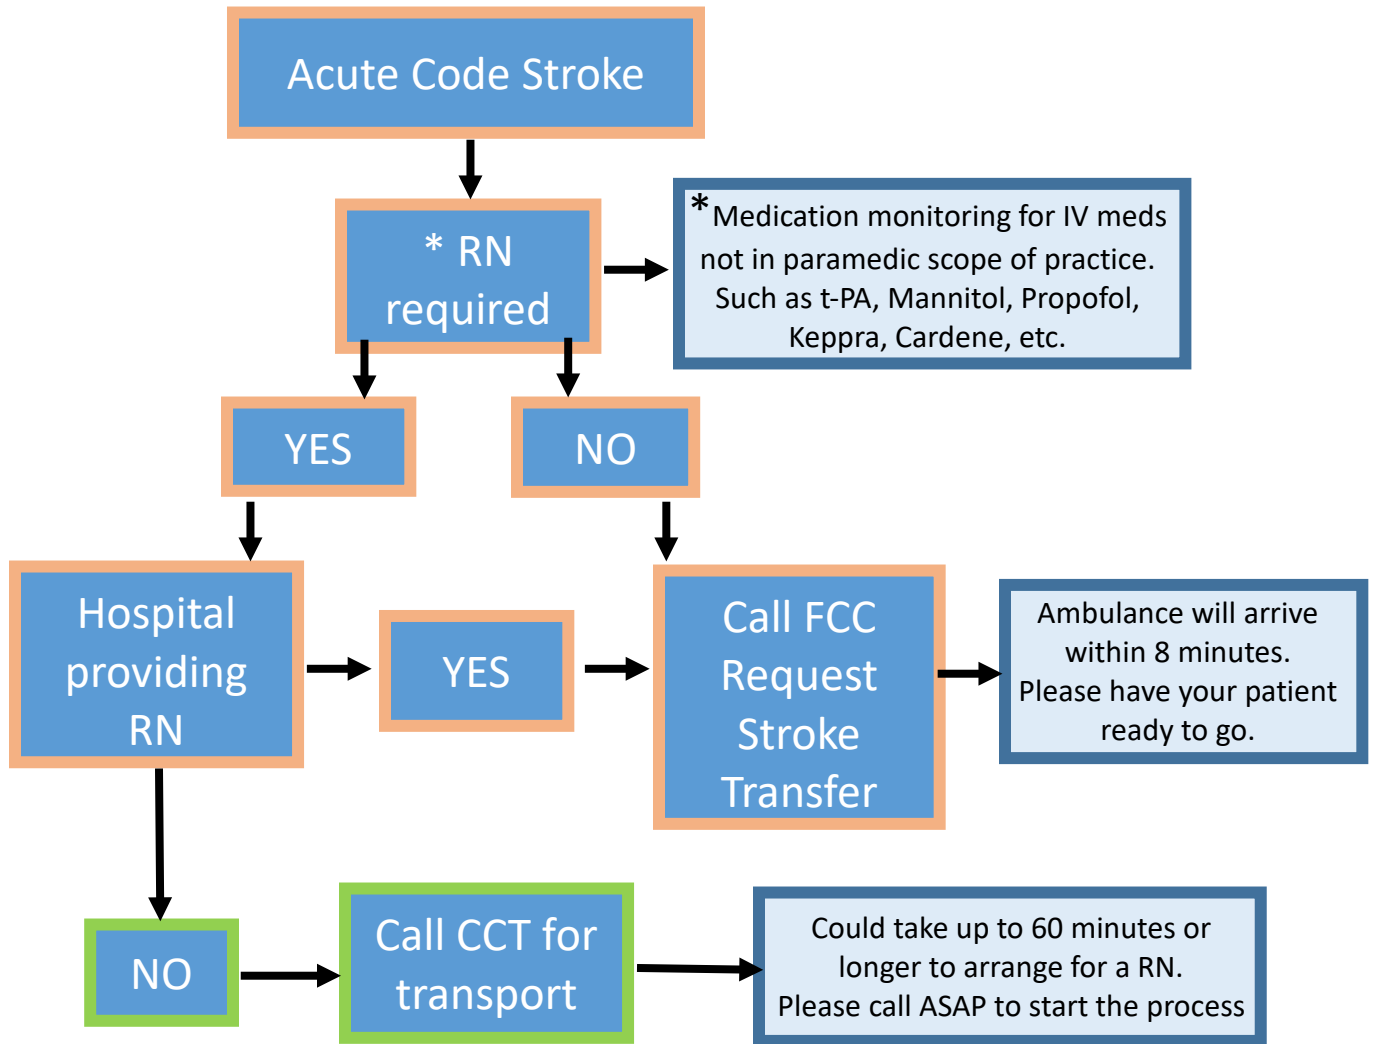 Acute Code Stroke
* RN
required
*Medication monitoring for IV meds
not in paramedic scope of practice.
Such as t-PA, Mannitol, Propofol,
Keppra, Cardene, etc.
YES
NO
Hospital
providing
RN
YES
Call FCC
Request
Stroke
Transfer
Ambulance will arrive
within 8 minutes.
Please have your patient
ready to go.
NO
Call CCT for
transport
Could take up to 60 minutes or
longer to arrange for a RN.
Please call ASAP to start the process